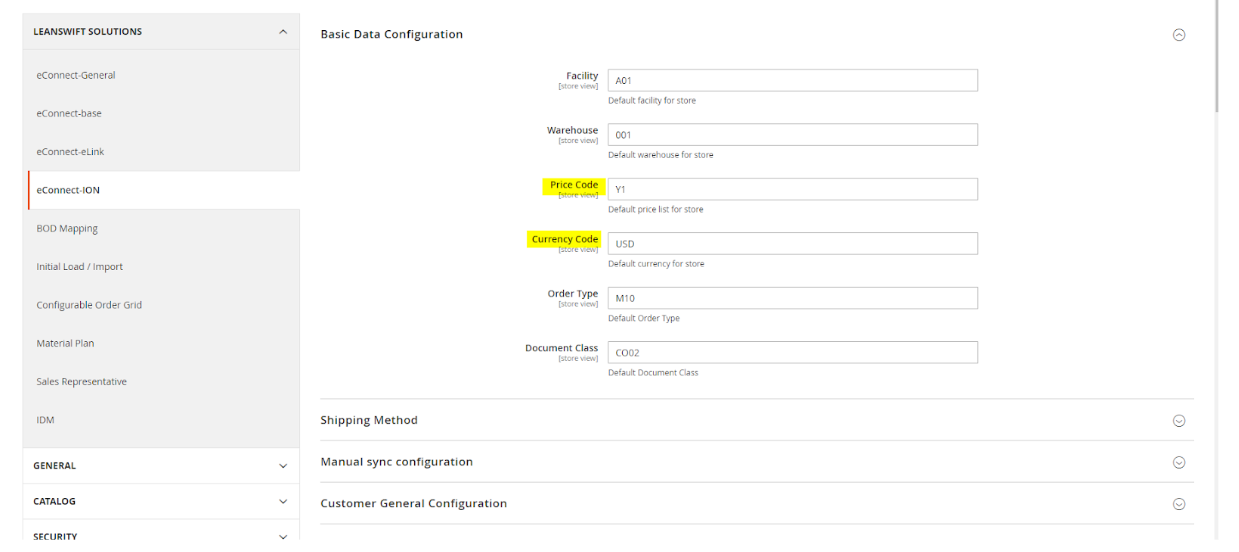 LEANSWIFT SOLUTIONS
eConnect-General
eConnect-base
eConnect-eLink
eConnect-ION
BOD Mapping
Initial Load / Import
Configurable Order Grid
Material Plan
Sales Representative
IDM
GENERAL
CATALOG
SECURITY
Basic Data Configuration
Facility
[store view]
A01
Default facility for store
Warehouse
[store view]
001
Default warehouse for store
Price Code
[store view]
Y1
Default price list for store
Currency Code
[store view]
USD
Default currency for store
Order Type
[store view]
M10
Default Order Type
Document Class
[store view]
CO02
Default Document Class
Shipping Method
Manual sync configuration
Customer General Configuration